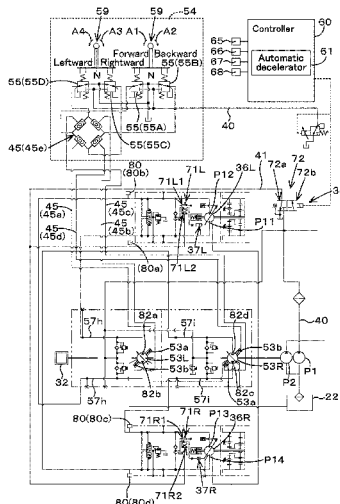 59
59
54
A4
A3
Forward
Backward
A1
A2
Leftward
Rightward
N
N
56(55D)
55(55B)
55(55C)
55(55A)
Controller
60
65
66
67
68
Automatic
decelerator
61
40
45(45e)
80
(80b)
71L
71L1
P12
36L
41
72
72a
72b
3
45
(45a)
45
(45c)
45
(45d)
45
(45b)
71L2
(80a)
37L
P11
57h
82a
57i
82d
53a
53L
53b
53b
53R
32
57h
82b
57i
82c
53a
P2
P1
40
22
80(80c)
71R1
71R
P13
36R
71R2
37R
P14
80(80d)